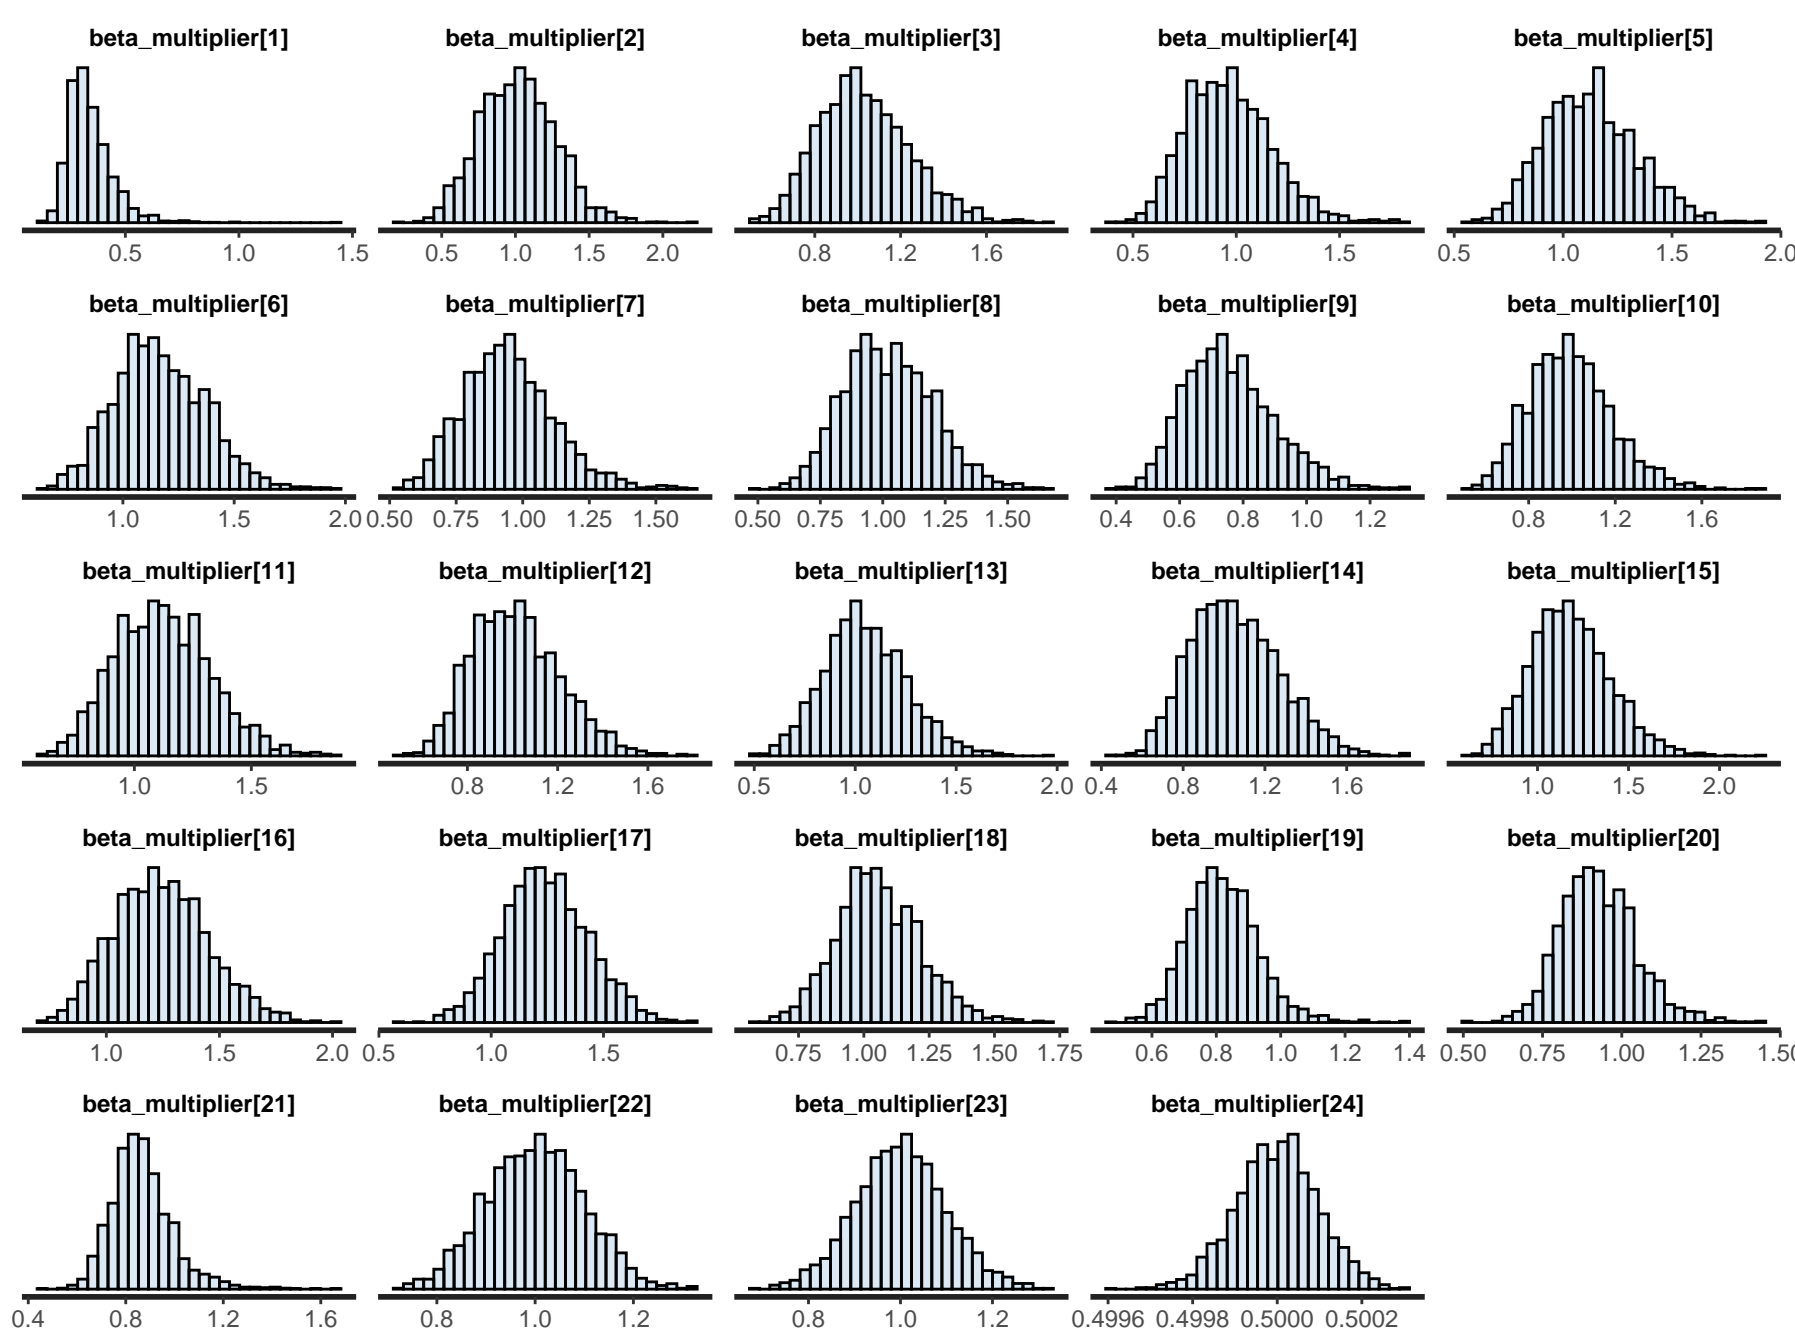 beta_multiplier[1] beta_multiplier[2] beta_multiplier[3] beta_multiplier[4] beta_multiplier[5]
0.5 1.0 1.5 0.5 1.0 1.5 2.0 0.8 1.2 1.6 0.5 1.0 1.5 0.5 1.0 1.5 2.0
beta_multiplier[6] beta_multiplier[7] beta_multiplier[8] beta_multiplier[9] beta_multiplier[10]
1.0 1.5 2.0 0.50 0.75 1.00 1.25 1.50 0.50 0.75 1.00 1.25 1.50 0.4 0.6 0.8 1.0 1.2 0.8 1.2 1.6
beta_multiplier[11] beta_multiplier[12] beta_multiplier[13] beta_multiplier[14] beta_multiplier[15]
1.0 1.5 0.8 1.2 1.6 0.5 1.0 1.5 2.0 0.4 0.8 1.2 1.6 1.0 1.5 2.0
beta_multiplier[16] beta_multiplier[17] beta_multiplier[18] beta_multiplier[19] beta_multiplier[20]
1.0 1.5 2.0 0.5 1.0 1.5 0.75 1.00 1.25 1.50 1.75 0.6 0.8 1.0 1.2 1.4 0.50 0.75 1.00 1.25 1.50
beta_multiplier[21] beta_multiplier[22] beta_multiplier[23] beta_multiplier[24]
0.4 0.8 1.2 1.6 0.8 1.0 1.2 0.8 1.0 1.2 0.4996 0.4998 0.5000 0.5002